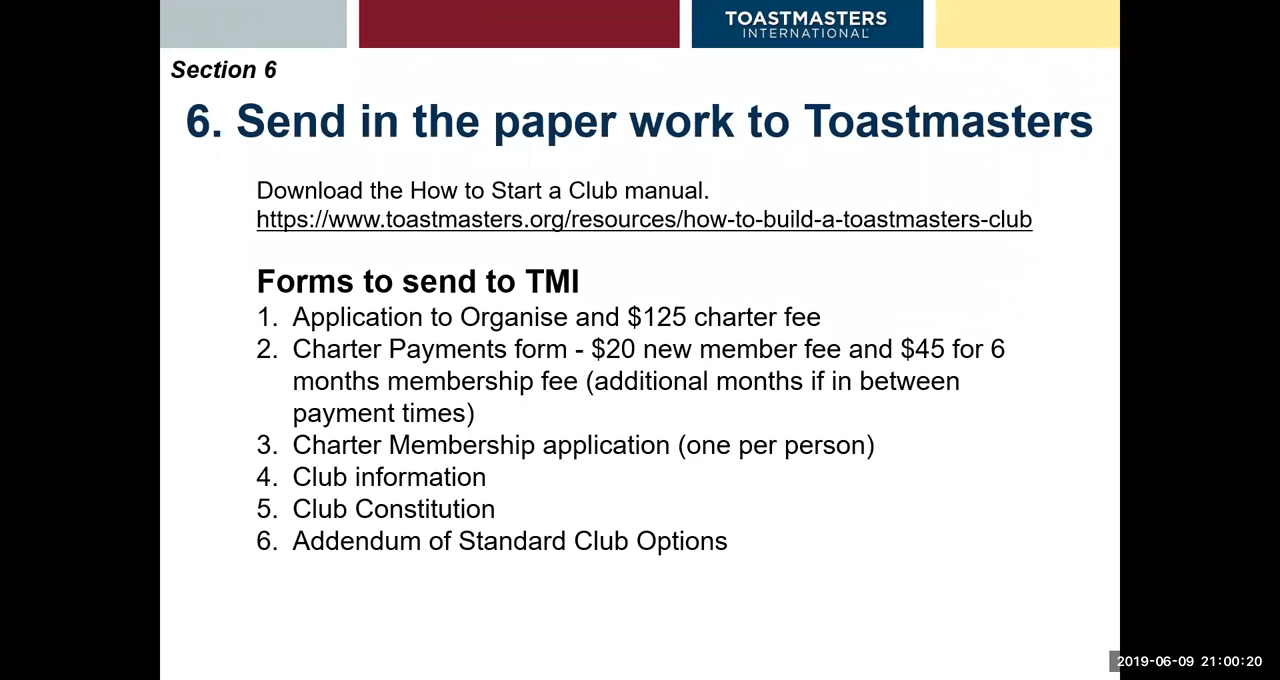 TOASTMASTERS
INTERNATIONAL
Section 6
6. Send in the paper work to Toastmasters
Download the How to Start a Club manual.
https://www.toastmasters.org/resources/how-to-build-a-toastmasters-club
Forms to send to TMI
1. Application to Organise and $125 charter fee
2. Charter Payments form - $20 new member fee and $45 for 6
months membership fee (additional months if in between
payment times)
3. Charter Membership application (one per person)
4. Club information
5. Club Constitution
6. Addendum of Standard Club Options
2019-06-09 21:00:20